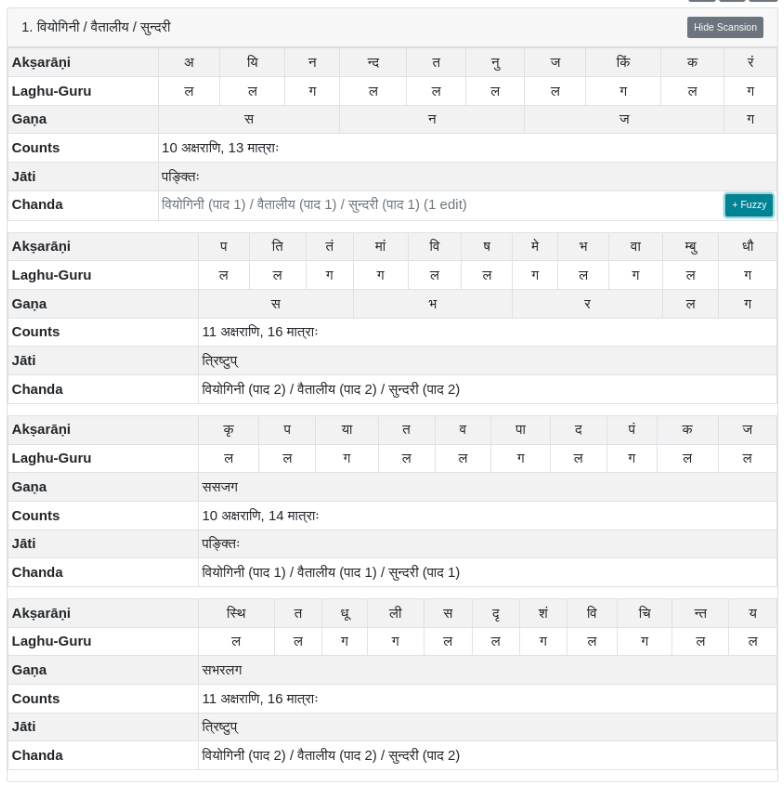 1. वियोगिनी / वैतालीय / सुन्दरी Hide Scansion
Akṣarāṇi अ यि न न्द त नु ज किं क रं
Laghu-Guru ल ल ग ल ल ल ल ग ल ग
Gaṇa स न ज ग
Counts 10 अक्षराणि, 13 मात्राः
Jāti पङ्क्तिः
Chanda वियोगिनी (पाद 1) / वैतालीय (पाद 1) / सुन्दरी (पाद 1) (1 edit) + Fuzzy
Akṣarāṇi प ति तं मां वि ष मे भ वा म्बु धौ
Laghu-Guru ल ल ग ग ल ल ग ल ग ल ग
Gaṇa स भ र ल ग
Counts 11 अक्षराणि, 16 मात्राः
Jāti त्रिष्टुप्
Chanda वियोगिनी (पाद 2) / वैतालीय (पाद 2) / सुन्दरी (पाद 2)
Akṣarāṇi कृ प या त व पा द पं क ज
Laghu-Guru ल ल ग ल ल ग ल ग ल ल
Gaṇa ससजग
Counts 10 अक्षराणि, 14 मात्राः
Jāti पङ्क्तिः
Chanda वियोगिनी (पाद 1) / वैतालीय (पाद 1) / सुन्दरी (पाद 1)
Akṣarāṇi स्थि त धू ली स दृ शं वि चि न्त य
Laghu-Guru ल ल ग ग ल ल ग ल ग ल ल
Gaṇa सभरलग
Counts 11 अक्षराणि, 16 मात्राः
Jāti त्रिष्टुप्
Chanda वियोगिनी (पाद 2) / वैतालीय (पाद 2) / सुन्दरी (पाद 2)